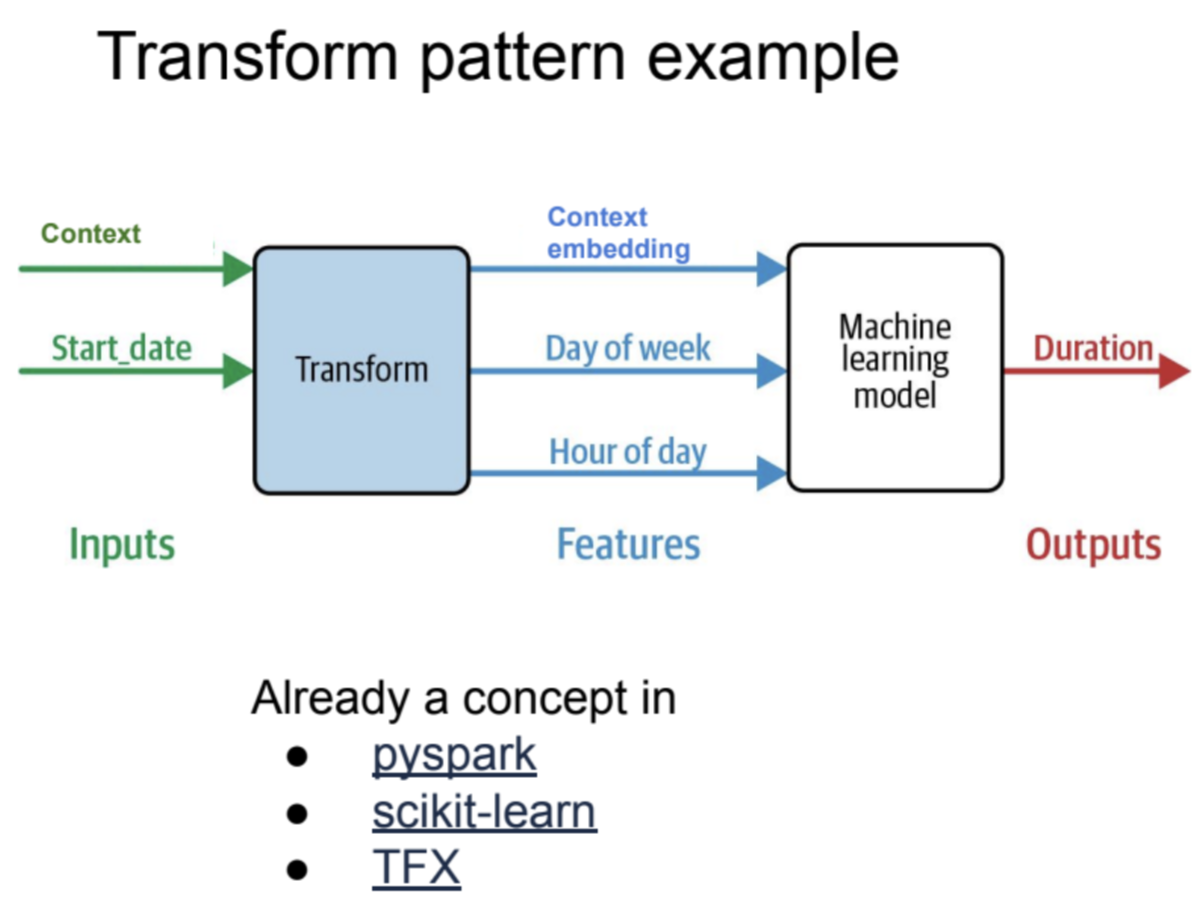 Transform pattern example
Context
Start_date
Transform
Context
embedding
Day of week
Hour of day
Machine
learning
model
Duration
Inputs
Features
Outputs
Already a concept in
● pyspark
● scikit-learn
● TFX